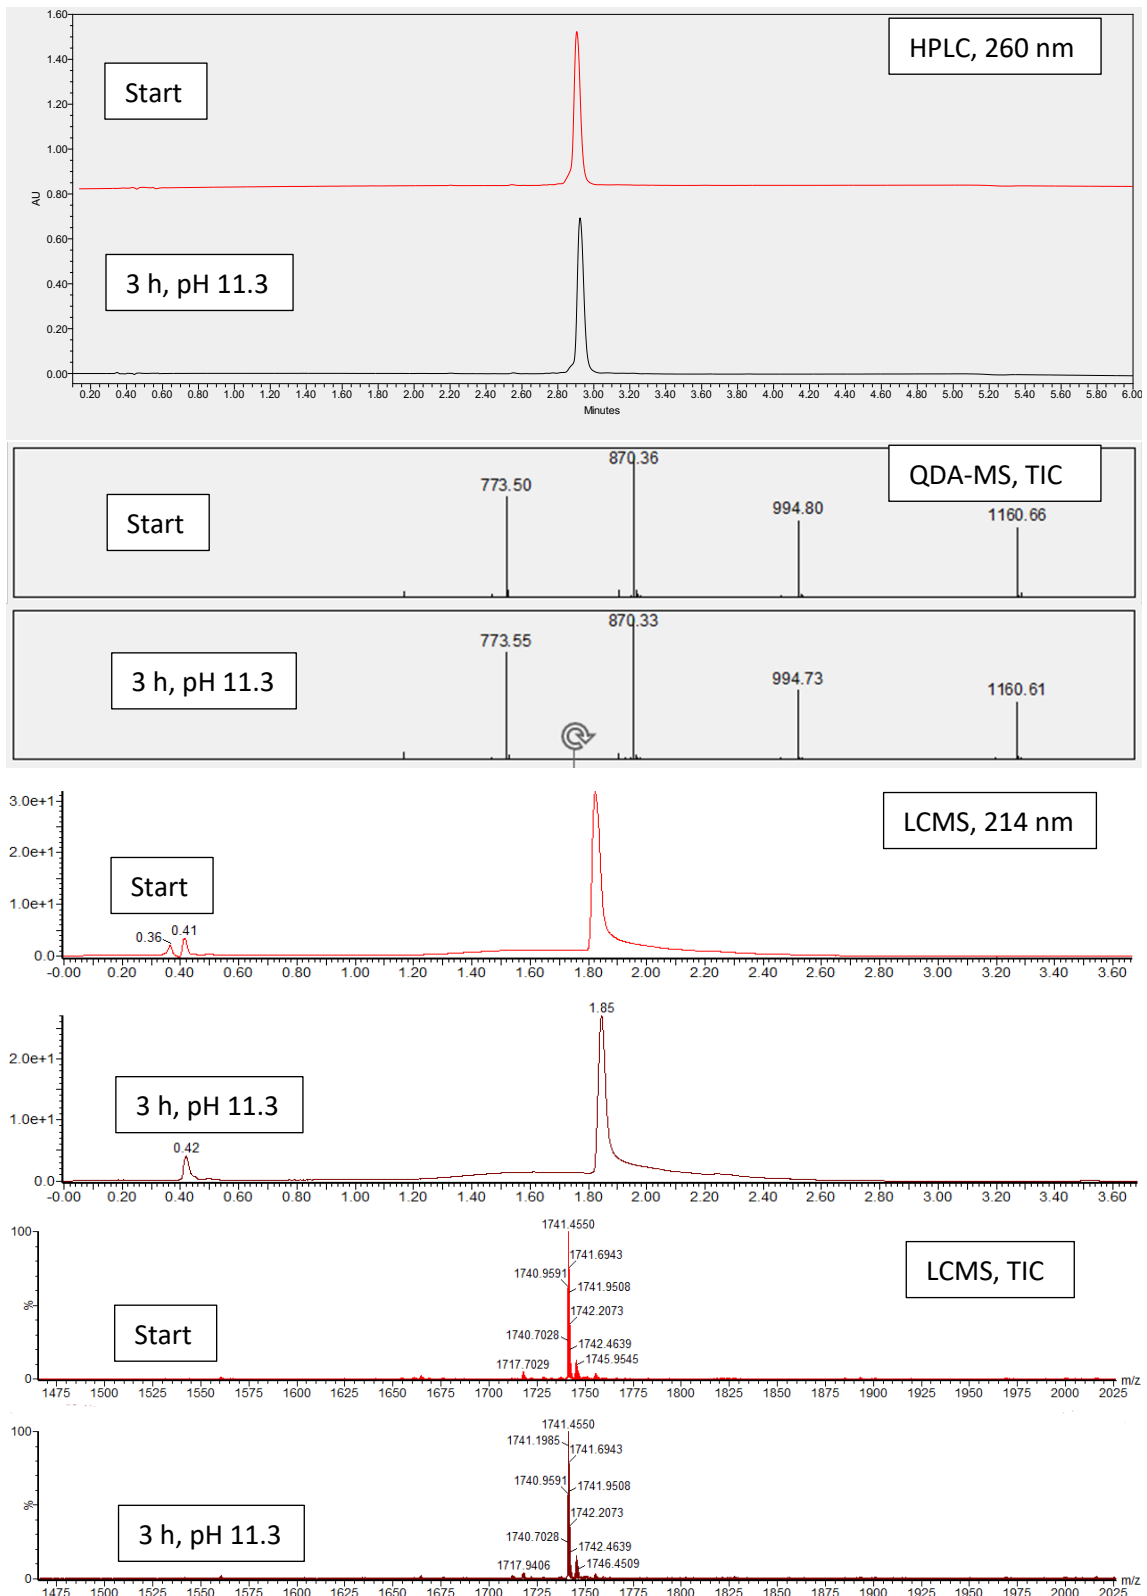 1.60
HPLC, 260 nm
1.40
Start
1.20
1.00
AU
0.80
0.60
3 h, pH 11.3
0.40
0.20
0.00
0.20 0.40 0.60 0.80 1.00 1.20 1.40 1.60 1.80 2.00 2.20 2.40 2.60 2.80 3.00 3.20 3.40 3.60 3.80 4.00 4.20 4.40 4.60 4.80 5.00 5.20 5.40 5.60 5.80 6.00
Minutes
870.36
QDA-MS, TIC
773.50
Start
994.80
1160.66
870.33
773.55
3 h, pH 11.3
994.73
1160.61
3.0e+1
LCMS, 214 nm
2.0e+1
Start
1.0e+1
0.36
0.41
0.0
-0.00 0.20 0.40 0.60 0.80 1.00 1.20 1.40 1.60 1.80 2.00 2.20 2.40 2.60 2.80 3.00 3.20 3.40 3.60
1.85
2.0e+1
3 h, pH 11.3
1.0e+1
0.42
0.0
-0.00 0.20 0.40 0.60 0.80 1.00 1.20 1.40 1.60 1.80 2.00 2.20 2.40 2.60 2.80 3.00 3.20 3.40 3.60
100
1741.4550
1741.6943
LCMS, TIC
1740.9591
1741.9508
%
1742.2073
Start
1740.7028
1742.4639
1717.7029
1745.9545
0
1475 1500 1525 1550 1575 1600 1625 1650 1675 1700 1725 1750 1775 1800 1825 1850 1875 1900 1925 1950 1975 2000 2025 m/z
100
1741.4550
1741.1985
1741.6943
1740.9591
1741.9508
%
1742.2073
3 h, pH 11.3
1740.7028
1742.4639
1717.9406
1746.4509
0
1475 1500 1525 1550 1575 1600 1625 1650 1675 1700 1725 1750 1775 1800 1825 1850 1875 1900 1925 1950 1975 2000 2025 m/z